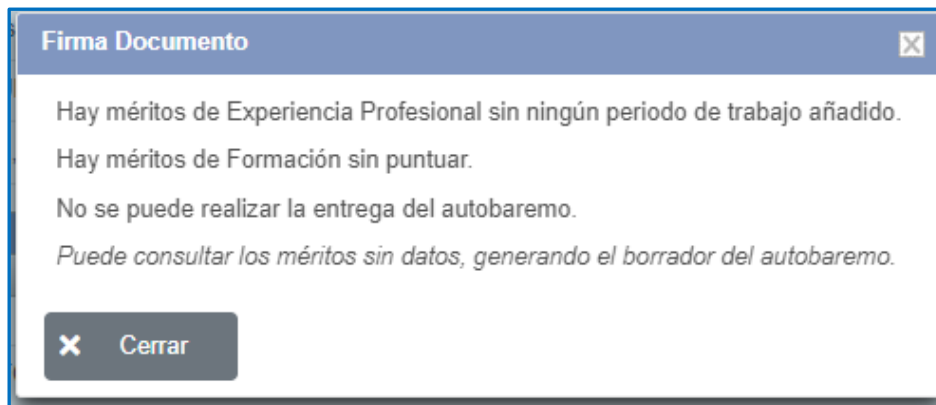 Firma Documento
Hay méritos de Experiencia Profesional sin ningún periodo de trabajo añadido.
Hay méritos de Formación sin puntuar.
No se puede realizar la entrega del autobaremo.
Puede consultar los méritos sin datos, generando el borrador del autobaremo.
Cerrar